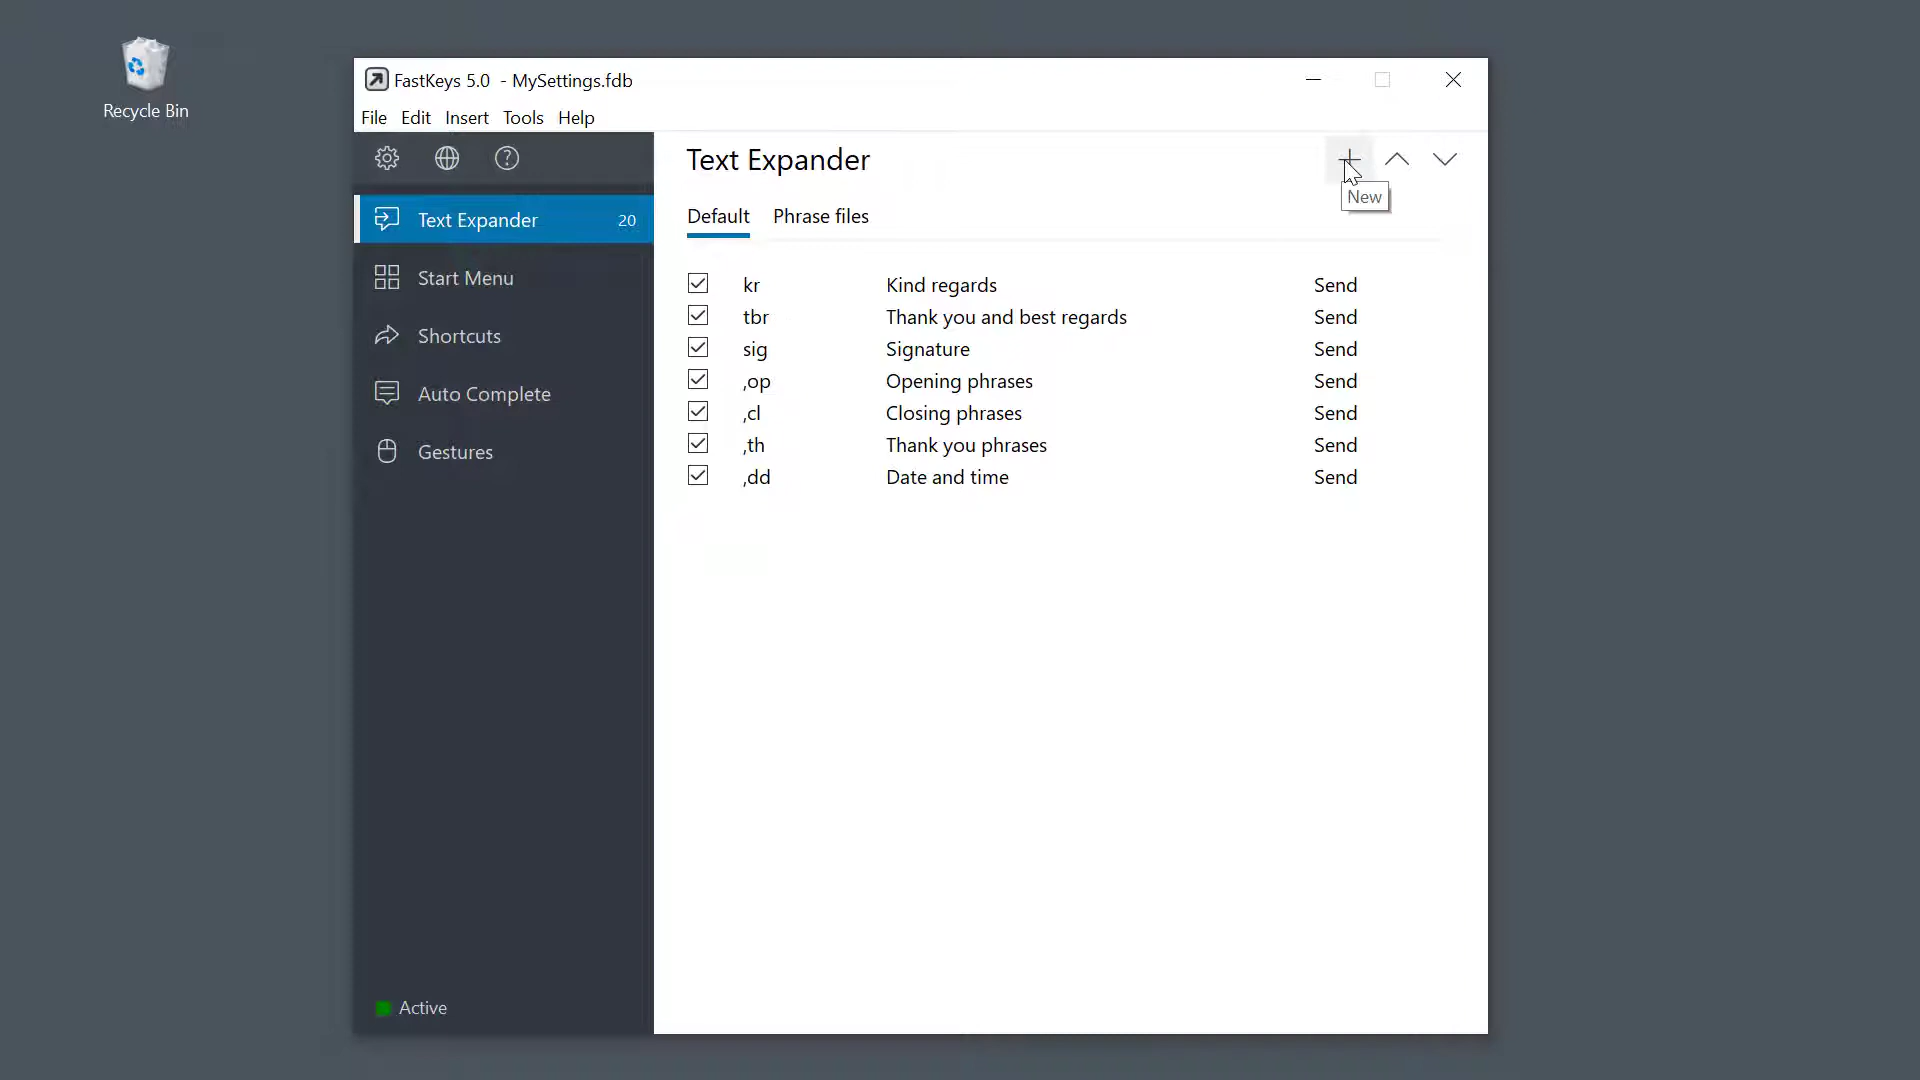 Recycle Bin
FastKeys 5.0 - MySettings.fdb
File Edit Insert Tools Help
Text Expander 20
Start Menu
Shortcuts
Auto Complete
Gestures
Active
Text Expander
New
Default Phrase files
kr Kind regards Send
tbr Thank you and best regards Send
sig Signature Send
,op Opening phrases Send
,cl Closing phrases Send
,th Thank you phrases Send
,dd Date and time Send